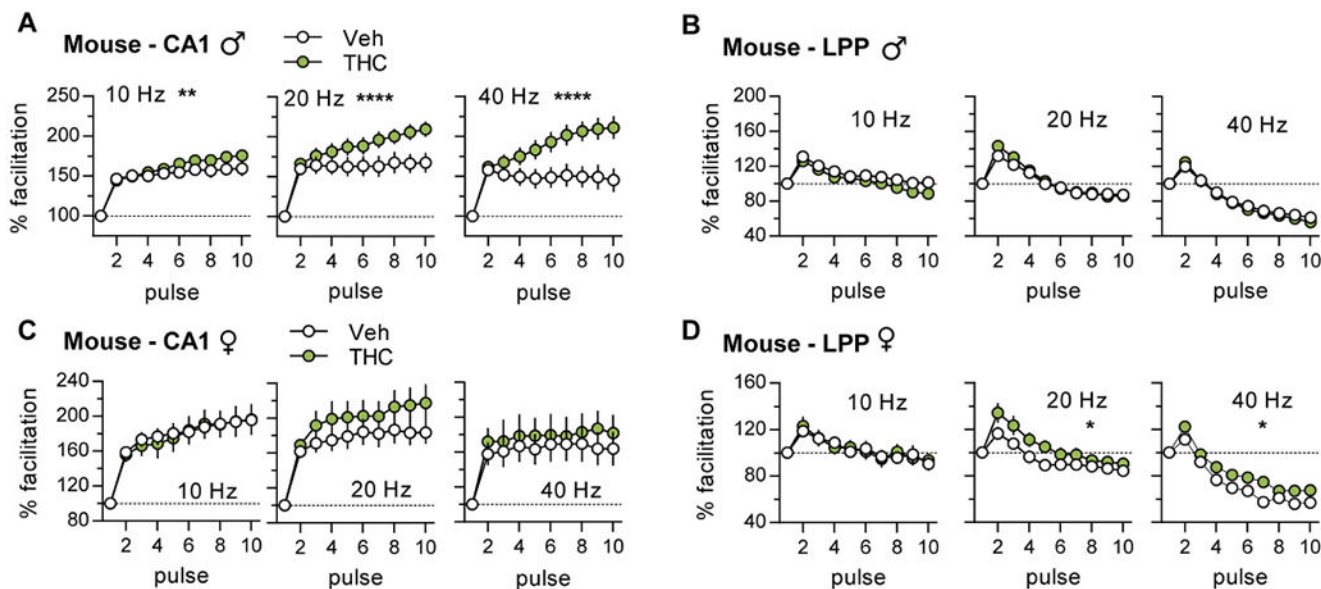 A
Mouse - CA1 ♂
Veh
THC
% facilitation
250
200
150
100
10 Hz **
20 Hz ****
40 Hz ****
2 4 6 8 10
2 4 6 8 10
2 4 6 8 10
pulse
pulse
pulse
B
Mouse - LPP ♂
% facilitation
200
160
120
80
40
10 Hz
20 Hz
40 Hz
2 4 6 8 10
2 4 6 8 10
2 4 6 8 10
pulse
pulse
pulse
C
Mouse - CA1 ♀
Veh
THC
% facilitation
240
200
160
120
80
10 Hz
20 Hz
40 Hz
2 4 6 8 10
2 4 6 8 10
2 4 6 8 10
pulse
pulse
pulse
D
Mouse - LPP ♀
% facilitation
160
120
80
40
10 Hz
20 Hz
*
40 Hz
*
2 4 6 8 10
2 4 6 8 10
2 4 6 8 10
pulse
pulse
pulse